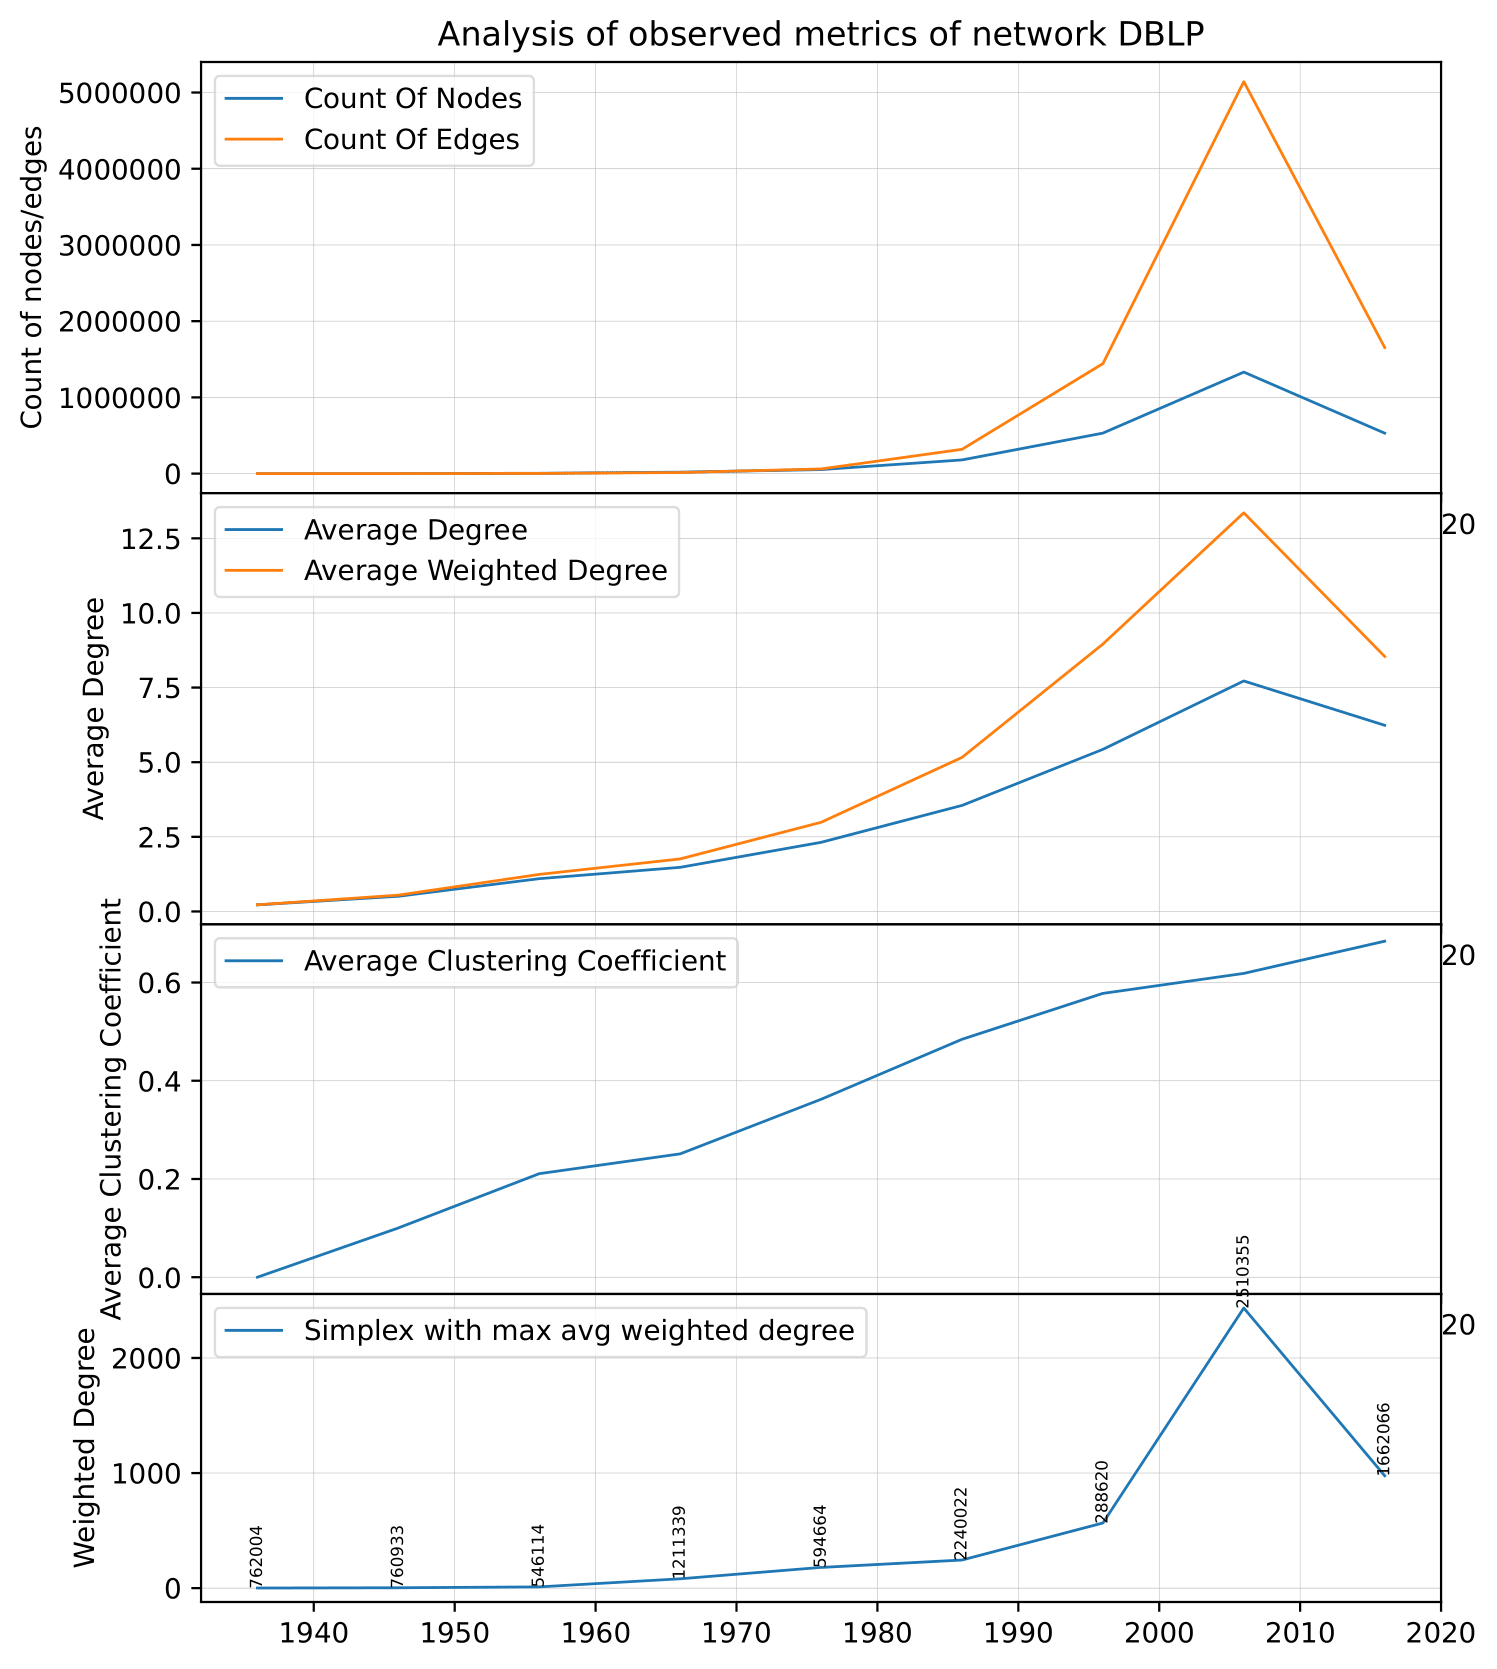 Analysis of observed metrics of network DBLP
Count of nodes/edges
5000000
4000000
3000000
2000000
1000000
0
Count Of Nodes
Count Of Edges
Average Degree
12.5
10.0
7.5
5.0
2.5
0.0
Average Degree
Average Weighted Degree
20
Average Clustering Coefficient
0.6
0.4
0.2
0.0
Average Clustering Coefficient
20
Weighted Degree
2000
1000
0
Simplex with max avg weighted degree
20
762004
760933
546114
1211339
594664
2240022
288620
2510355
1662066
1940 1950 1960 1970 1980 1990 2000 2010 2020